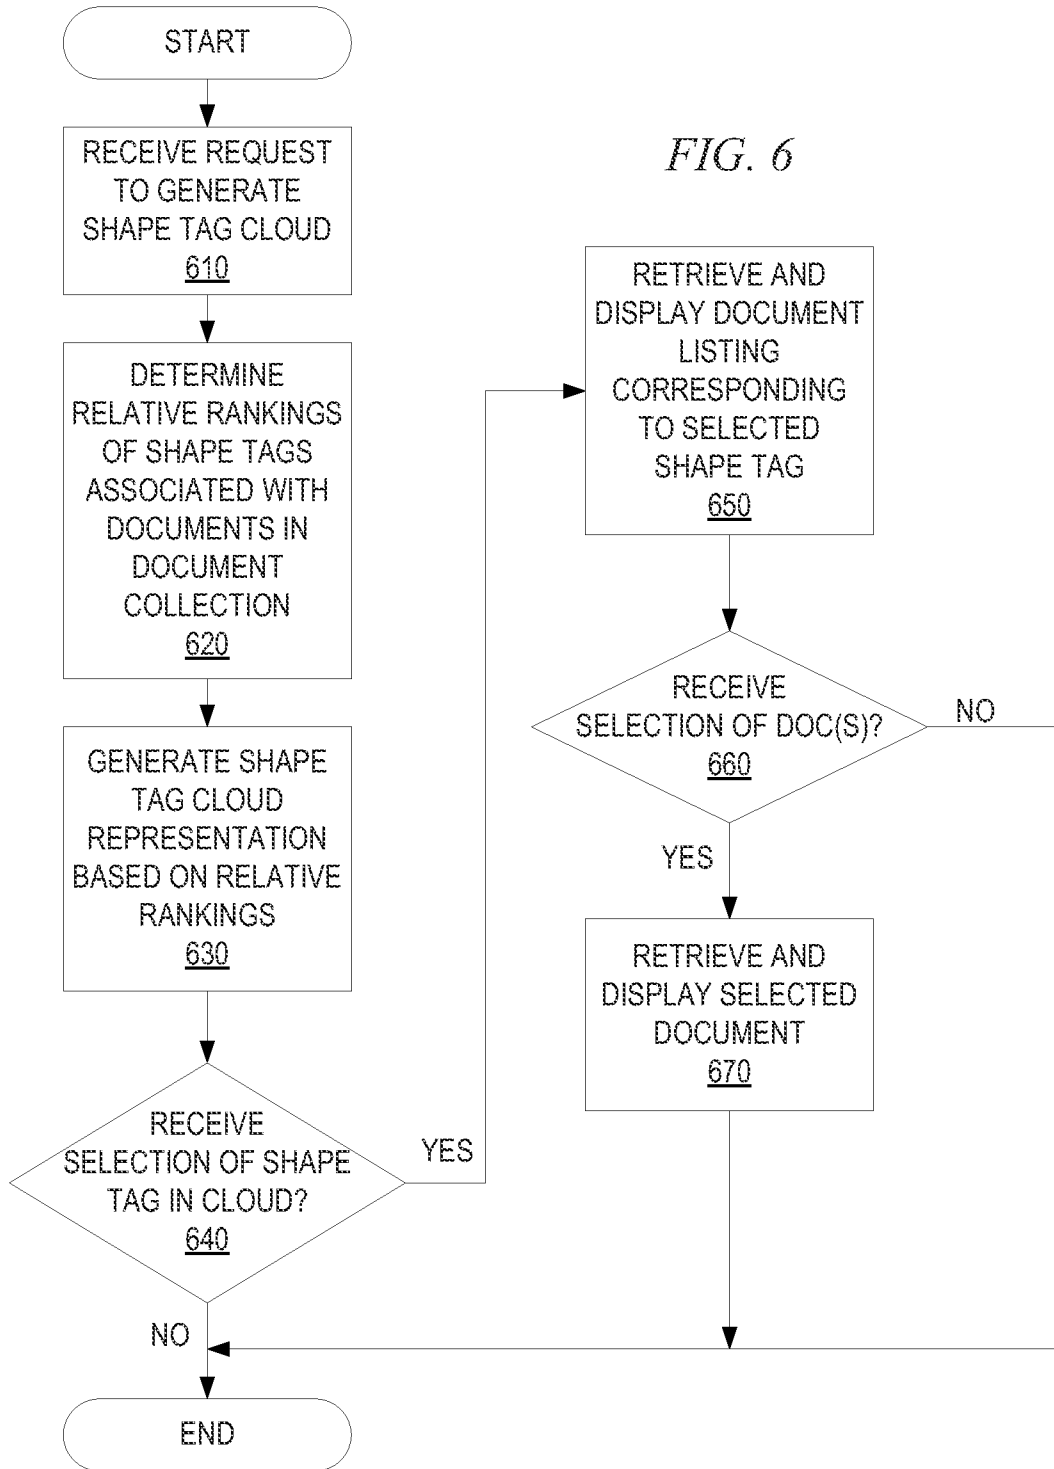 START
RECEIVE REQUEST
TO GENERATE
SHAPE TAG CLOUD
610
DETERMINE
RELATIVE RANKINGS
OF SHAPE TAGS
ASSOCIATED WITH
DOCUMENTS IN
DOCUMENT
COLLECTION
620
GENERATE SHAPE
TAG CLOUD
REPRESENTATION
BASED ON RELATIVE
RANKINGS
630
RECEIVE
SELECTION OF SHAPE
TAG IN CLOUD?
640
YES
NO
END
FIG. 6
RETRIEVE AND
DISPLAY DOCUMENT
LISTING
CORRESPONDING
TO SELECTED
SHAPE TAG
650
RECEIVE
SELECTION OF DOC(S)?
660
NO
YES
RETRIEVE AND
DISPLAY SELECTED
DOCUMENT
670